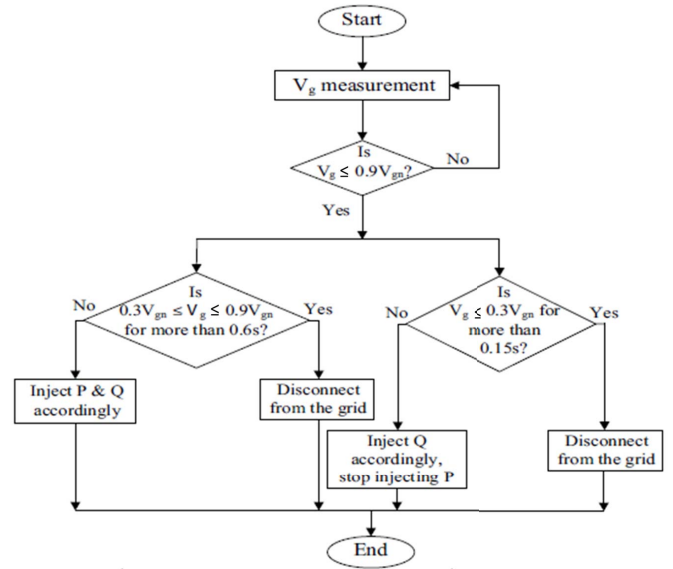 Start
Vg measurement
Is
Vg ≤ 0.9Vgn?
No
Yes
Is
0.3Vgn ≤ Vg ≤ 0.9Vgn
for more than 0.6s?
No
Yes
Is
Vg ≤ 0.3Vgn for
more than
0.15s?
No
Yes
Inject P & Q
accordingly
Disconnect
from the grid
Inject Q
accordingly,
stop injecting P
Disconnect
from the grid
End